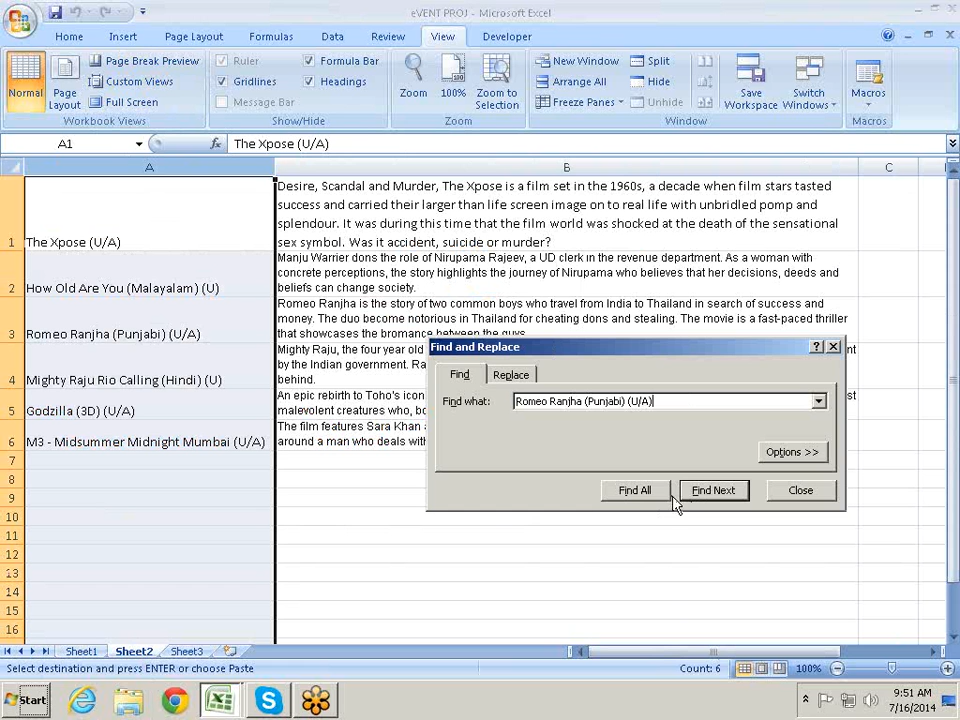 eVENT PROJ - Microsoft Excel
Home Insert Page Layout Formulas Data Review View Developer
Normal
Page Layout
Page Break Preview
Custom Views
Full Screen
Workbook Views
Ruler
Gridlines
Message Bar
Formula Bar
Headings
Show/Hide
Zoom
100%
Zoom to Selection
Zoom
New Window
Arrange All
Freeze Panes
Split
Hide
Unhide
Save Workspace
Switch Windows
Window
Macros
Macros
A1 fx The Xpose (U/A)
A B C
Desire, Scandal and Murder, The Xpose is a film set in the 1960s, a decade when film stars tasted
success and carried their larger than life screen image on to real life with unbridled pomp and
splendour. It was during this time that the film world was shocked at the death of the sensational
1 The Xpose (U/A) sex symbol. Was it accident, suicide or murder?
Manju Warrier dons the role of Nirupama Rajeev, a UD clerk in the revenue department. As a woman with
concrete perceptions, the story highlights the journey of Nirupama who believes that her decisions, deeds and
2 How Old Are You (Malayalam) (U) beliefs can change society.
Romeo Ranjha is the story of two common boys who travel from India to Thailand in search of success and
money. The duo become notorious in Thailand for cheating dons and stealing. The movie is a fast-paced thriller
3 Romeo Ranjha (Punjabi) (U/A) that showcases the bromance between the guys.
Mighty Raju, the four year old
by the Indian government. Ra
4 Mighty Raju Rio Calling (Hindi) (U) behind.
An epic rebirth to Toho's icon
5 Godzilla (3D) (U/A) malevolent creatures who, bo
The film features Sara Khan
6 M3 - Midsummer Midnight Mumbai (U/A) around a man who deals with
7
8
9
10
11
12
13
14
15
16
Find and Replace
Find Replace
Find what: Romeo Ranjha (Punjabi) (U/A)
Options >>
Find All Find Next Close
Sheet1 Sheet2 Sheet3
Select destination and press ENTER or choose Paste Count: 6 100%
Start
9:51 AM
7/16/2014